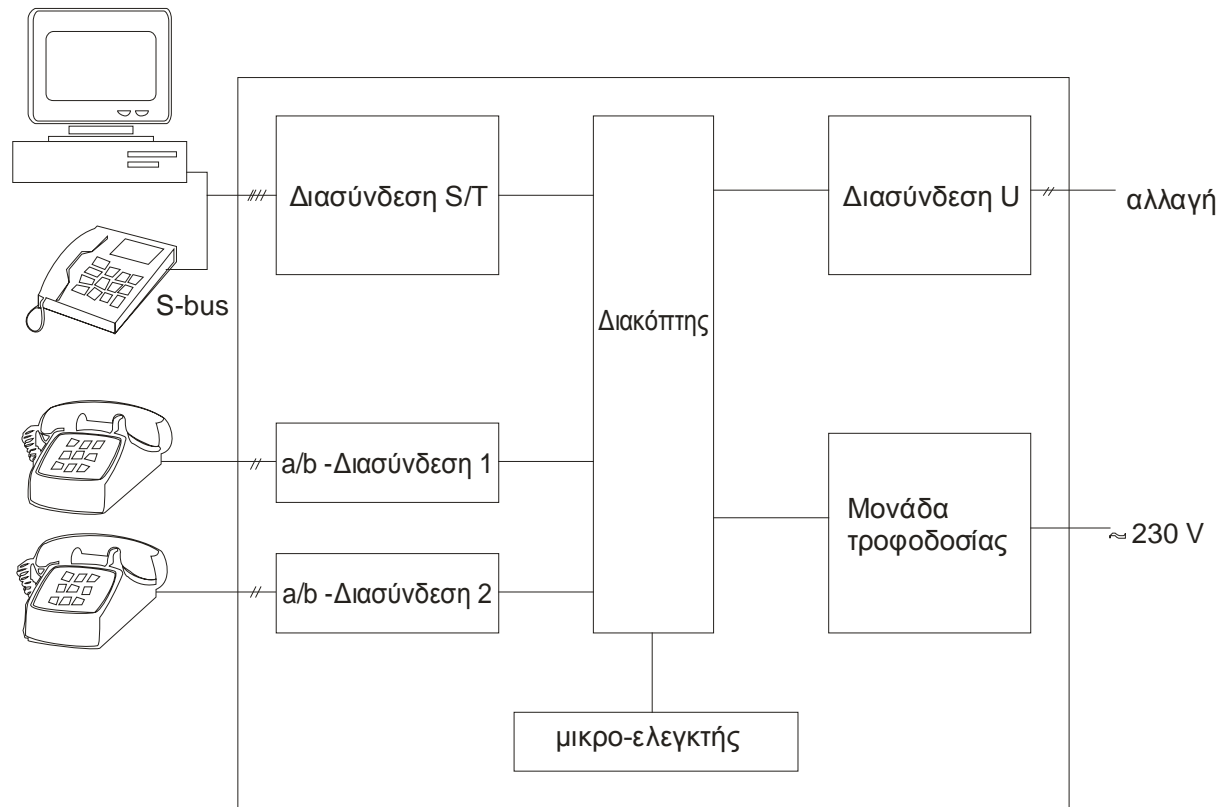 Διασύνδεση S/T
Διασύνδεση U
αλλαγή
S-bus
Διακόπτης
a/b -Διασύνδεση 1
Μονάδα
τροφοδοσίας
≈ 230 V
a/b -Διασύνδεση 2
μικρο-ελεγκτής